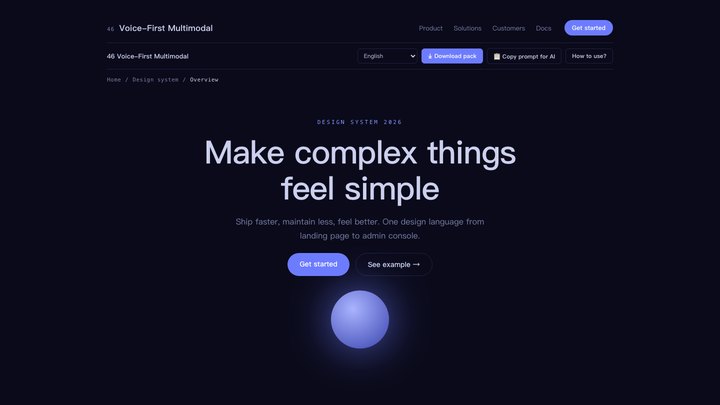 46 Voice-First Multimodal
Product Solutions Customers Docs Get started
46 Voice-First Multimodal
English Download pack Copy prompt for AI How to use?
Home / Design system / Overview
DESIGN SYSTEM 2026
Make complex things
feel simple
Ship faster, maintain less, feel better. One design language from
landing page to admin console.
Get started See example →